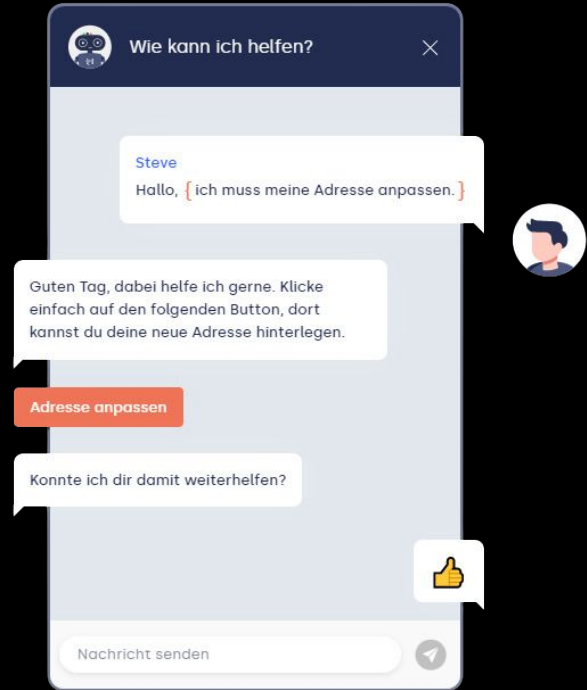 Wie kann ich helfen?
Steve
Hallo, { ich muss meine Adresse anpassen. }
Guten Tag, dabei helfe ich gerne. Klicke
einfach auf den folgenden Button, dort
kannst du deine neue Adresse hinterlegen.
Adresse anpassen
Konnte ich dir damit weiterhelfen?
Nachricht senden